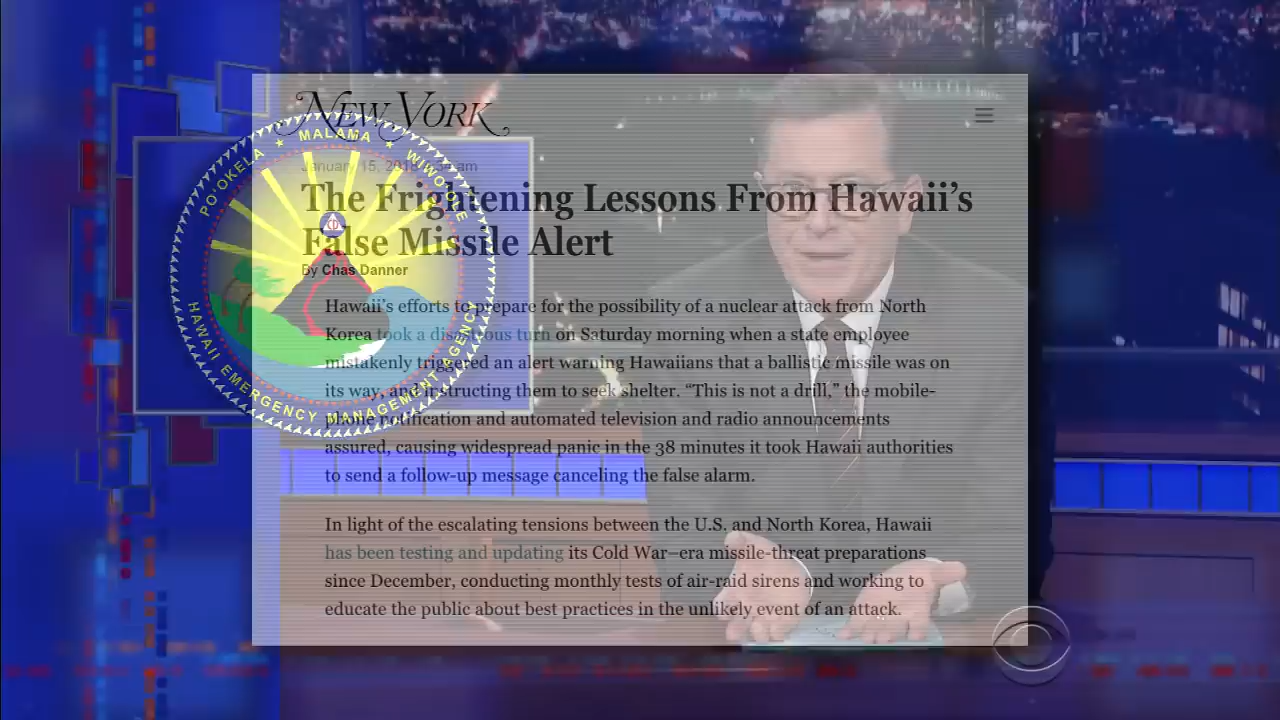 NEW YORK
PO'OKELA ★ MALAMA ★ WIWO'OLE
HAWAII EMERGENCY MANAGEMENT AGENCY
January 15, 2018 am
The Frightening Lessons From Hawaii's
False Missile Alert
By Chas Danner
Hawaii's efforts to prepare for the possibility of a nuclear attack from North
Korea took a disastrous turn on Saturday morning when a state employee
mistakenly triggered an alert warning Hawaiians that a ballistic missile was on
its way, and instructing them to seek shelter. “This is not a drill,” the mobile-
phone notification and automated television and radio announcements
assured, causing widespread panic in the 38 minutes it took Hawaii authorities
to send a follow-up message canceling the false alarm.
In light of the escalating tensions between the U.S. and North Korea, Hawaii
has been testing and updating its Cold War–era missile-threat preparations
since December, conducting monthly tests of air-raid sirens and working to
educate the public about best practices in the unlikely event of an attack.